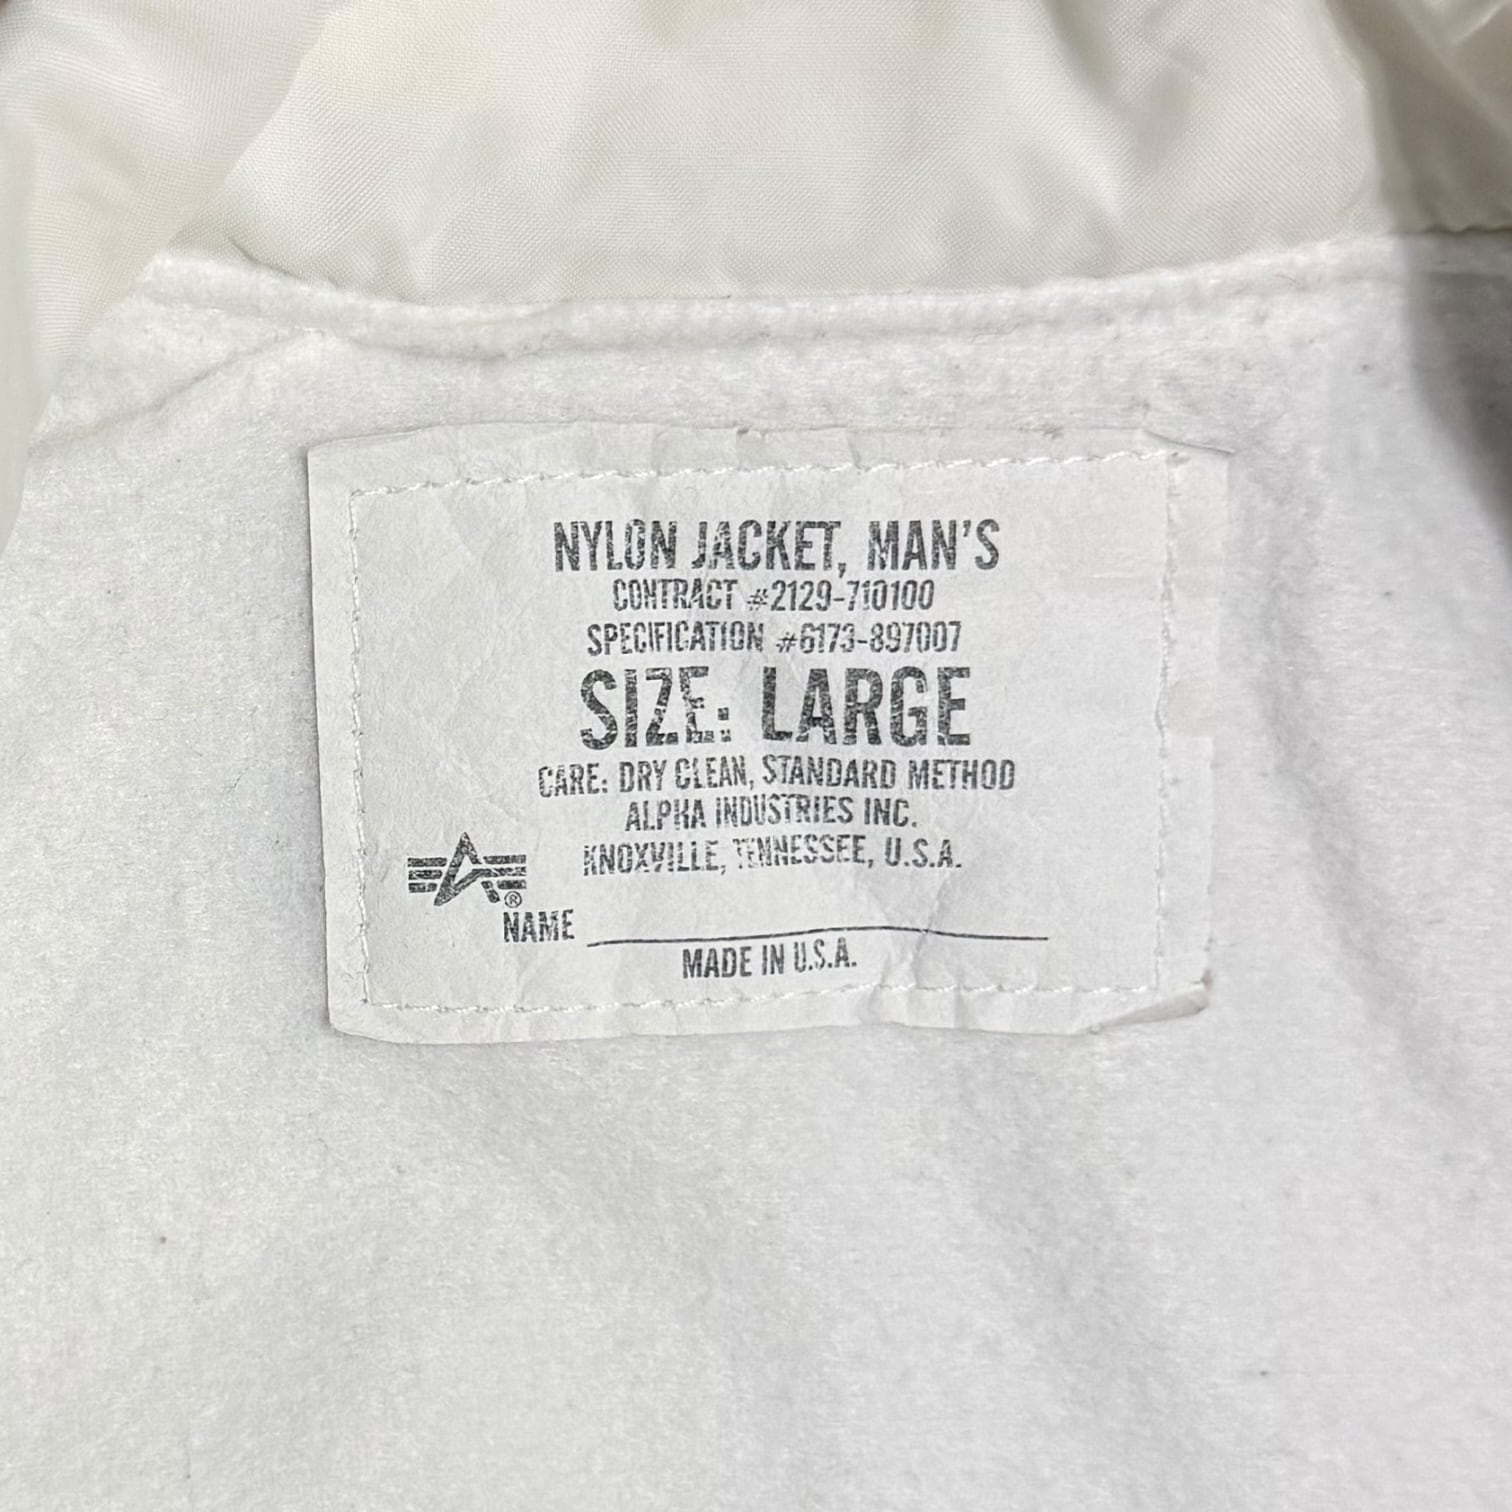 NYLON JACKET, MAN'S
CONTRACT #2129-710100
SPECIFICATION #6173-897007
SIZE: LARGE
CARE: DRY CLEAN, STANDARD METHOD
ALPHA INDUSTRIES INC.
KNOXVILLE, TENNESSEE, U.S.A.
®
NAME
MADE IN U.S.A.